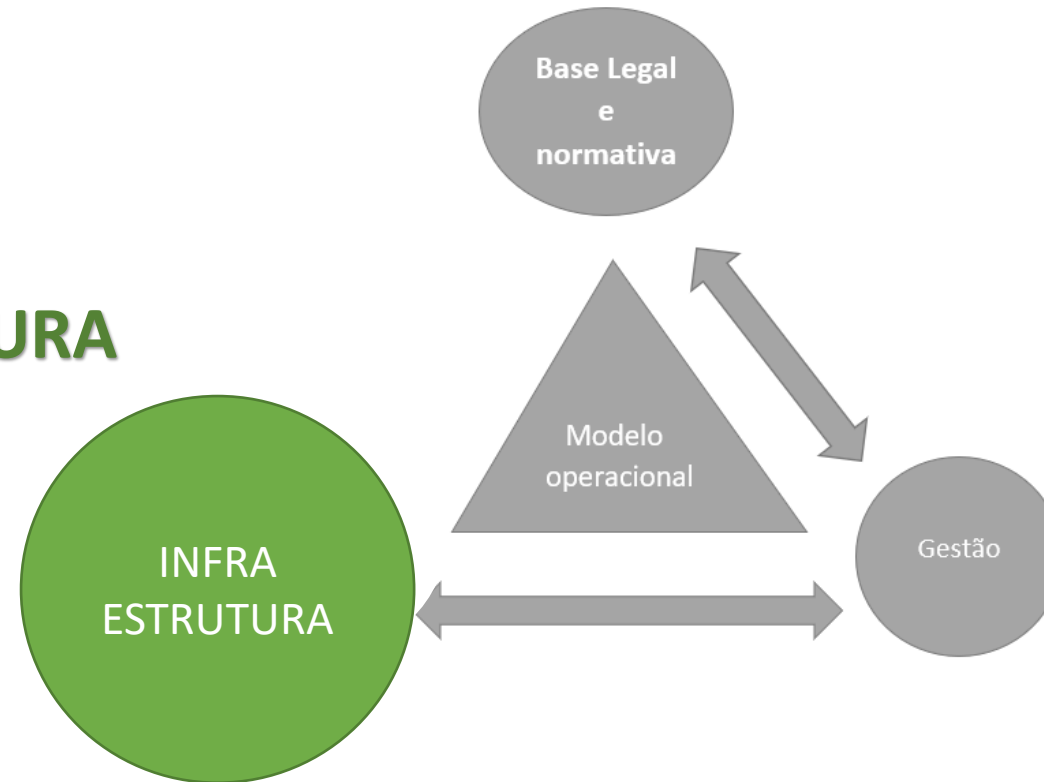 Base Legal
e
normativa
URA
Modelo
operacional
INFRA
ESTRUTURA
Gestão